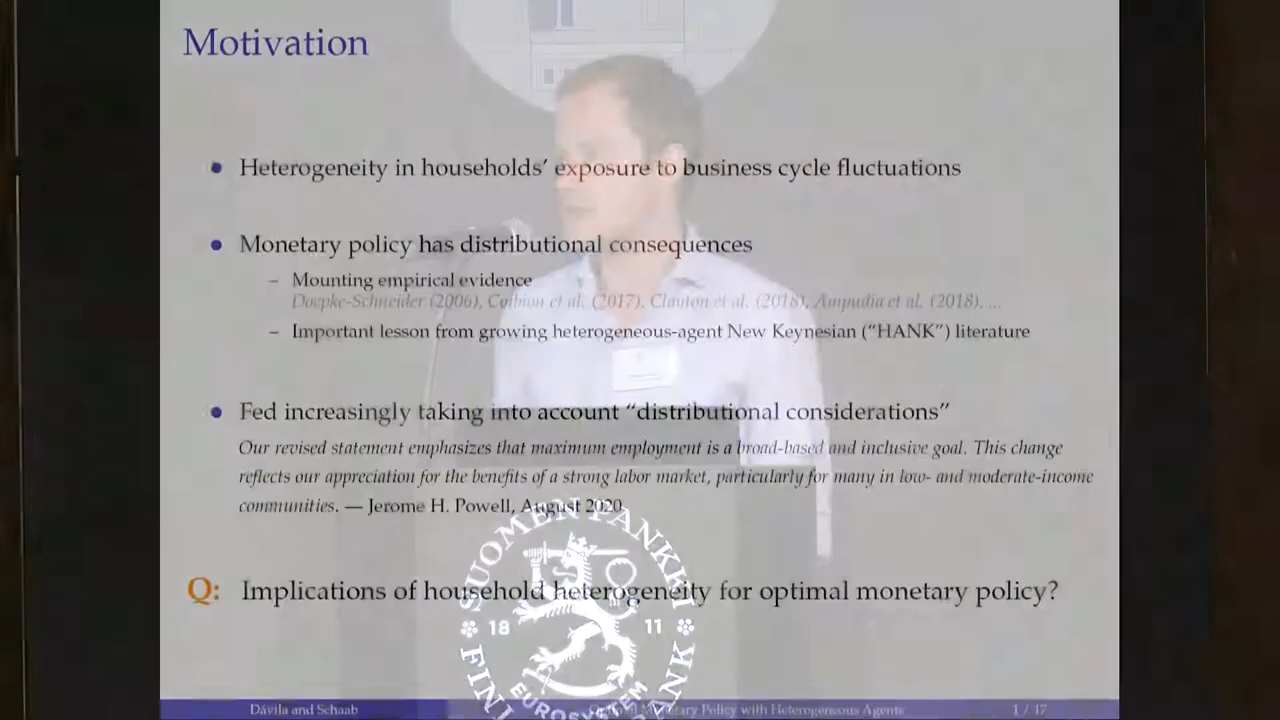 Motivation
Heterogeneity in households' exposure to business cycle fluctuations
Monetary policy has distributional consequences
– Mounting empirical evidence
Doepke-Schneider (2006), Coibion et al. (2017), Clayton et al. (2018), Ampudia et al. (2018), ...
– Important lesson from growing heterogeneous-agent New Keynesian (“HANK”) literature
Fed increasingly taking into account “distributional considerations”
Our revised statement emphasizes that maximum employment is a broad-based and inclusive goal. This change
reflects our appreciation for the benefits of a strong labor market, particularly for many in low- and moderate-income
communities. — Jerome H. Powell, August 2020
Q: Implications of household heterogeneity for optimal monetary policy?
SUOMEN PANKKI
18 11
EUROSYSTEM
Dávila and Schaab
Optimal Monetary Policy with Heterogeneous Agents
1 / 17